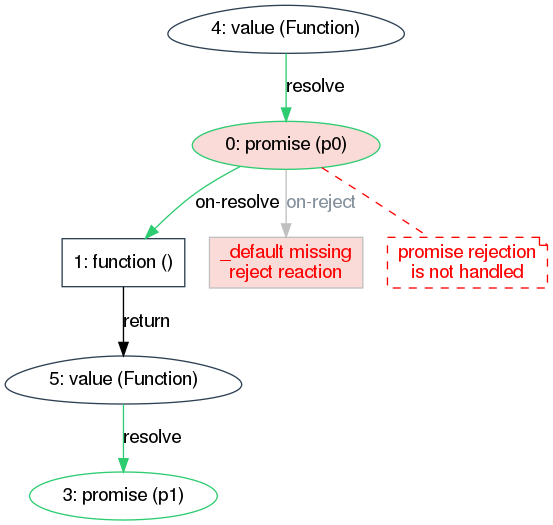 4: value (Function)
resolve
0: promise (p0)
on-resolve
on-reject
1: function ()
_default missing
reject reaction
promise rejection
is not handled
return
5: value (Function)
resolve
3: promise (p1)